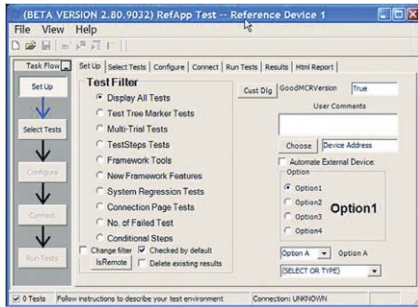 (BETA VERSION 2.80.9032) RefApp Test -- Reference Device 1
File View Help
Task Flow
Set Up Select Tests Configure Connect Run Tests Results Html Report
Set Up
Select Tests
Configure
Connect
Run Tests
Test Filter
Display All Tests
Test Tree Marker Tests
Multi-Trial Tests
TestSteps Tests
Framework Tools
New Framework Features
System Regression Tests
Connection Page Tests
No. of Failed Test
Conditional Steps
Change filter Checked by default
IsRemote Delete existing results
Cust Dlg GoodMCRVersion True
User Comments
Choose Device Address
Automate External Device:
Option
Option1
Option2
Option3
Option4
Option1
Option A Option A
(SELECT OR TYPE)
0 Tests Follow instructions to describe your test environment Connection: UNKNOWN